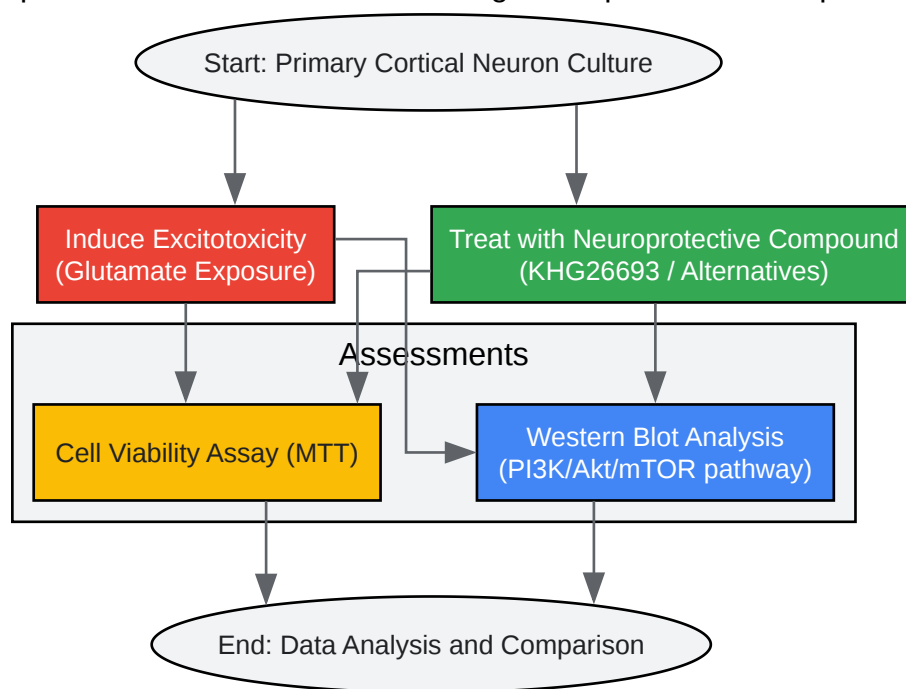 Start: Primary Cortical Neuron Culture
Induce Excitotoxicity
(Glutamate Exposure)
Treat with Neuroprotective Compound
(KHG26693 / Alternatives)
Assessments
Cell Viability Assay (MTT)
Western Blot Analysis
(PI3K/Akt/mTOR pathway)
End: Data Analysis and Comparison